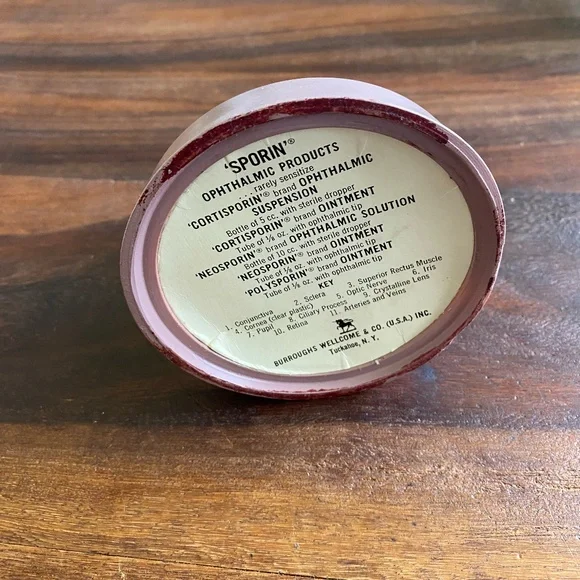 'SPORIN'®
OPHTHALMIC PRODUCTS
...rarely sensitize
'CORTISPORIN'® brand OPHTHALMIC
SUSPENSION
Bottle of 5 cc. with sterile dropper
'CORTISPORIN'® brand OINTMENT
Tube of 1/8 oz. with ophthalmic tip
'NEOSPORIN'® brand OPHTHALMIC SOLUTION
Bottle of 10 cc. with sterile dropper
'NEOSPORIN'® brand OINTMENT
Tube of 1/8 oz. with ophthalmic tip
'POLYSPORIN'® brand OINTMENT
Tube of 1/8 oz. with ophthalmic tip
KEY
1. Conjunctiva 2. Sclera 3. Superior Rectus Muscle
4. Cornea (clear plastic) 5. Optic Nerve 6. Iris
7. Pupil 8. Ciliary Process 9. Crystalline Lens
10. Retina 11. Arteries and Veins
BURROUGHS WELLCOME & CO. (U.S.A.) INC.
Tuckahoe, N. Y.